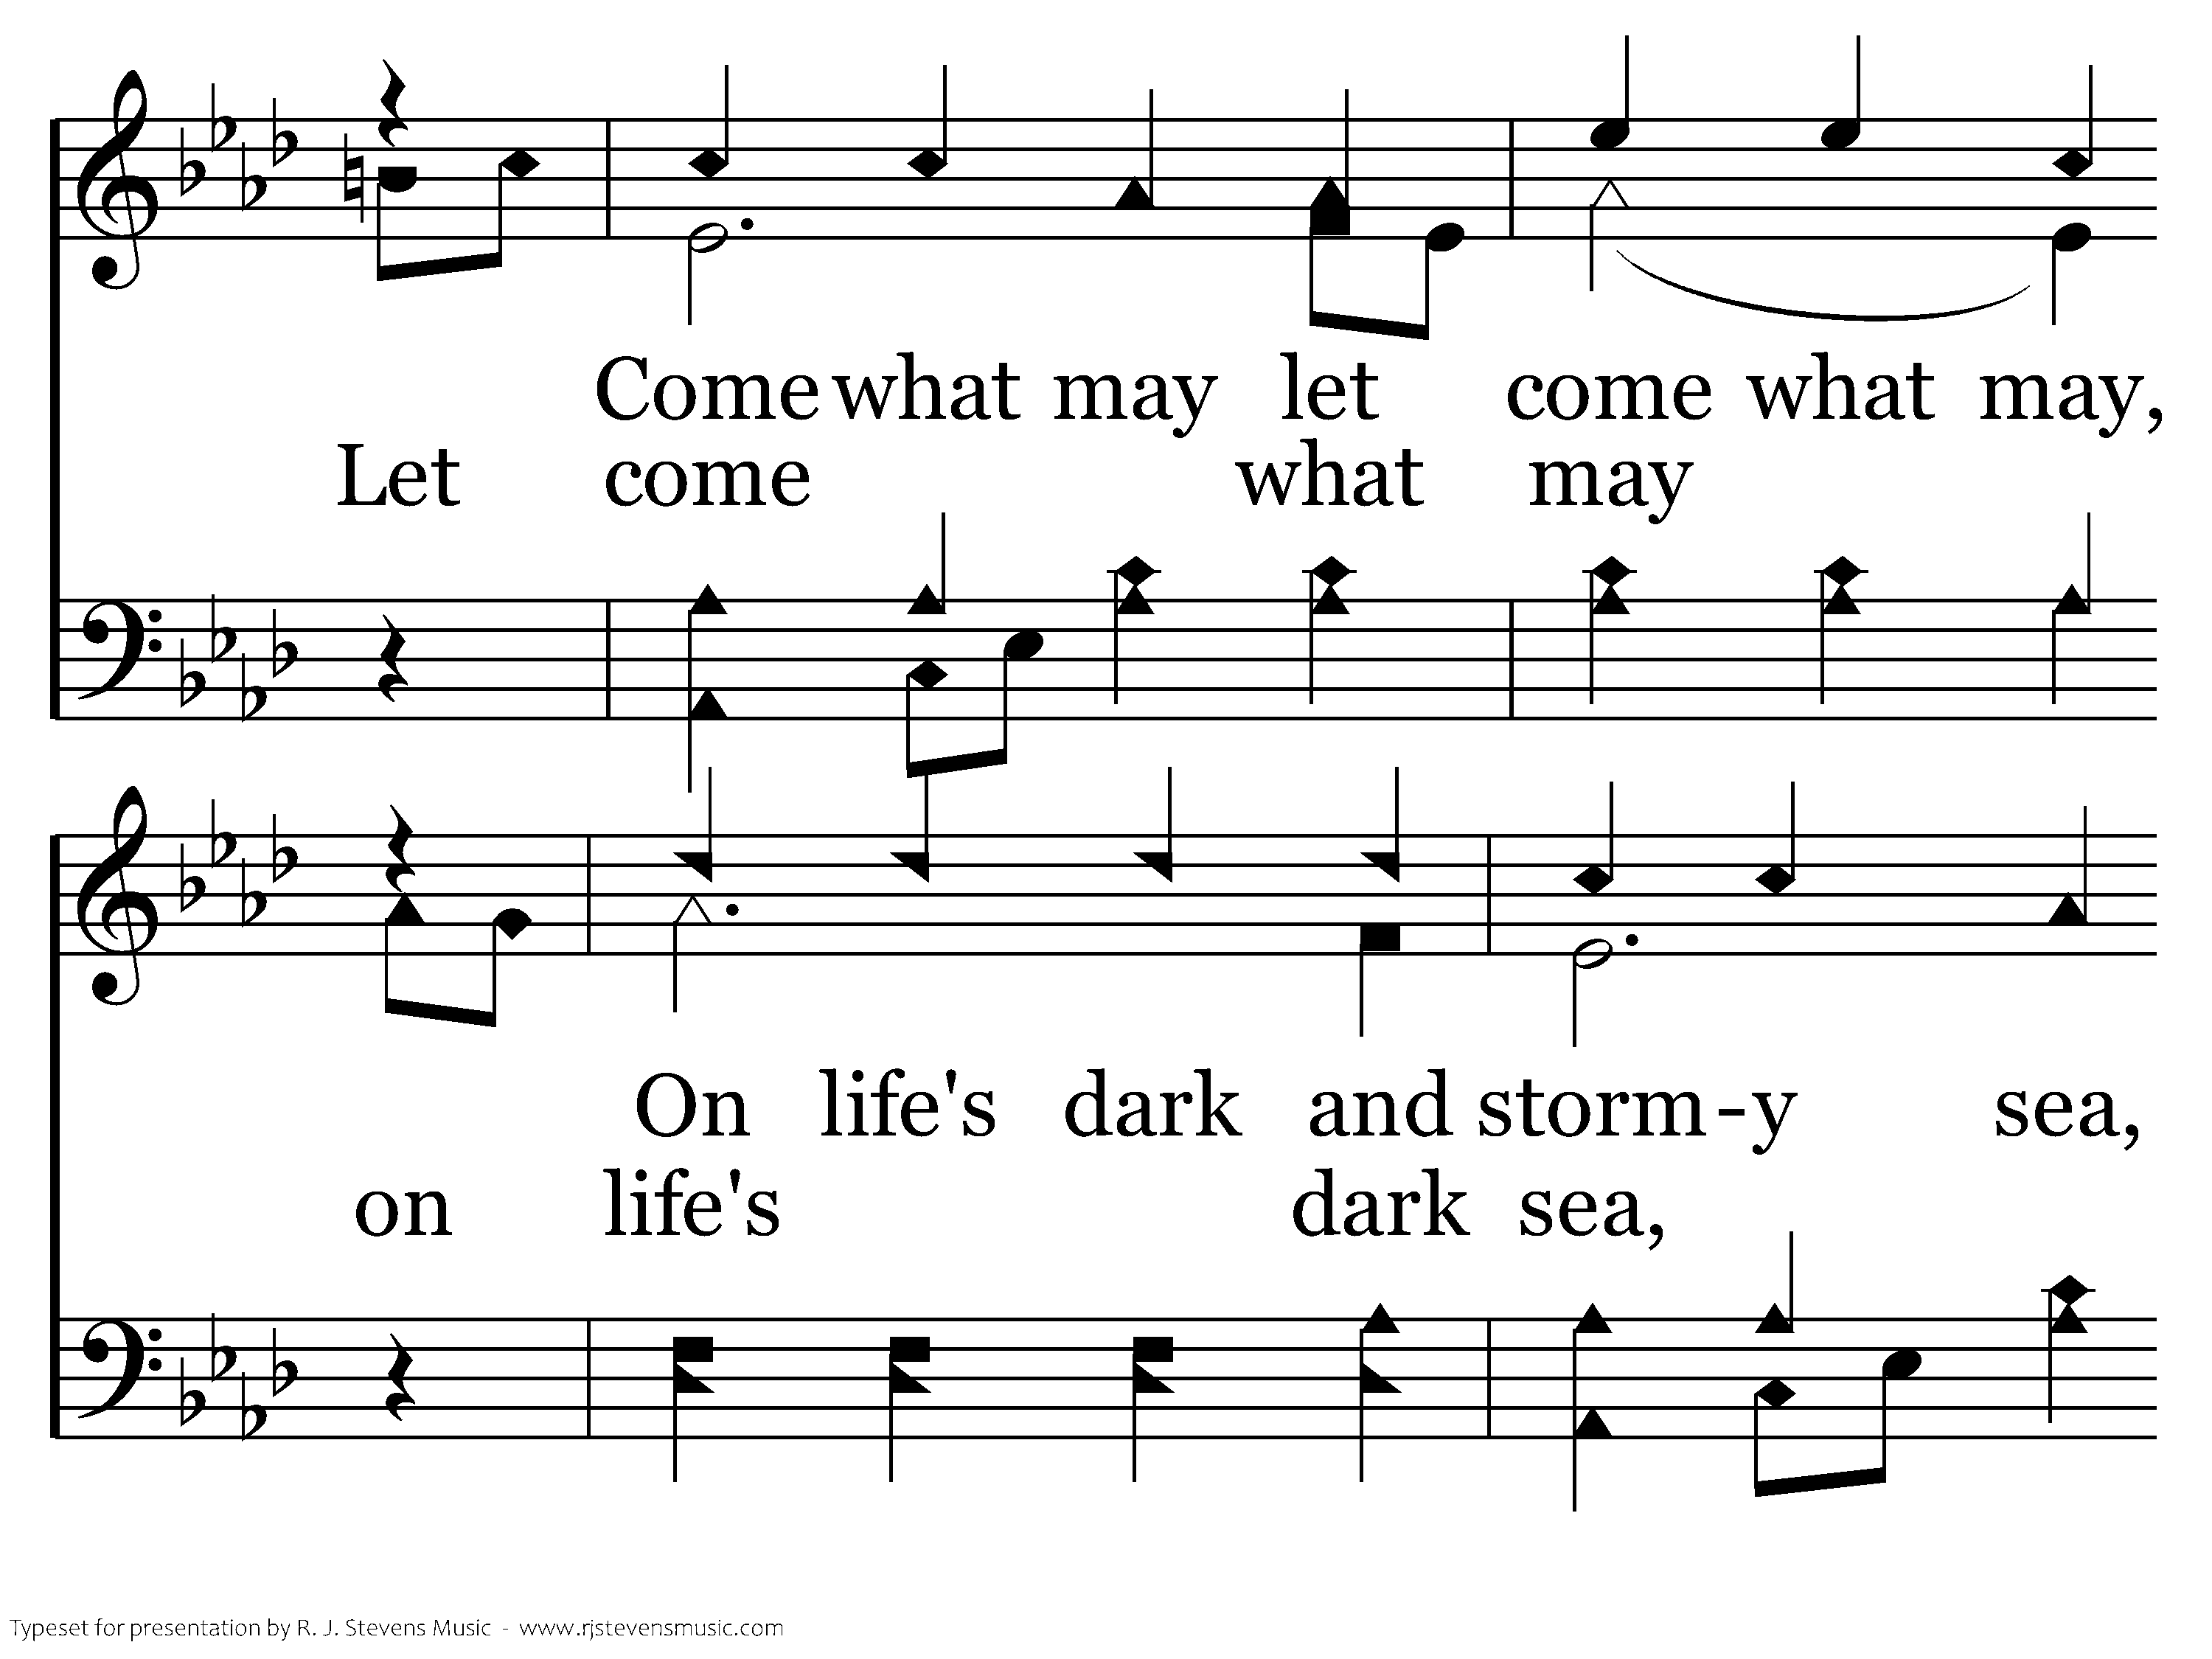 Come what may let come what may,
Let come what may
On life's dark and storm-y sea,
on life's dark sea,
Typeset for presentation by R. J. Stevens Music - www.rjstevensmusic.com